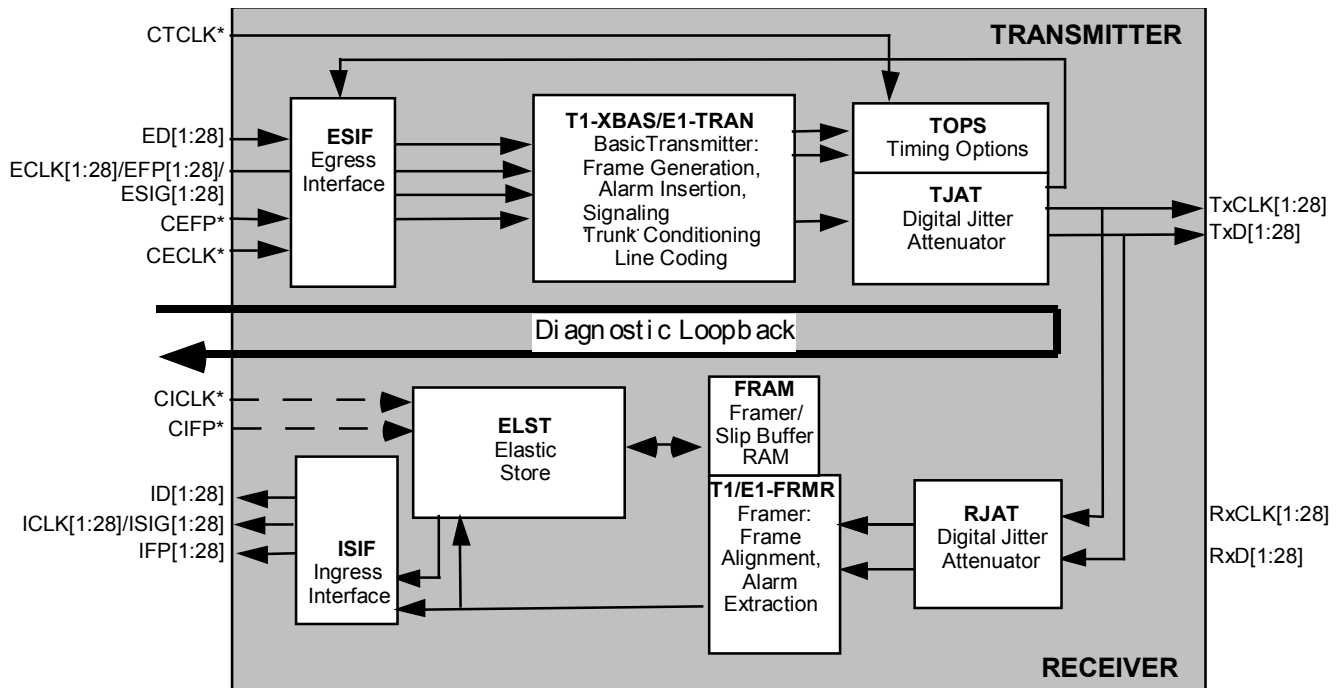 TRANSMITTER
CTCLK*
ED[1:28]
ECLK[1:28]/EFP[1:28]/
ESIG[1:28]
CEFP*
CECLK*
ESIF
Egress
Interface
T1-XBAS/E1-TRAN
BasicTransmitter:
Frame Generation,
Alarm Insertion,
Signaling
Trunk Conditioning
Line Coding
TOPS
Timing Options
TJAT
Digital Jitter
Attenuator
TxCLK[1:28]
TxD[1:28]
Diagnostic Loopback
CICLK*
CIFP*
ID[1:28]
ICLK[1:28]/ISIG[1:28]
IFP[1:28]
ELST
Elastic
Store
ISIF
Ingress
Interface
FRAM
Framer/
Slip Buffer
RAM
T1/E1-FRMR
Framer:
Frame
Alignment,
Alarm
Extraction
RJAT
Digital Jitter
Attenuator
RxCLK[1:28]
RxD[1:28]
RECEIVER